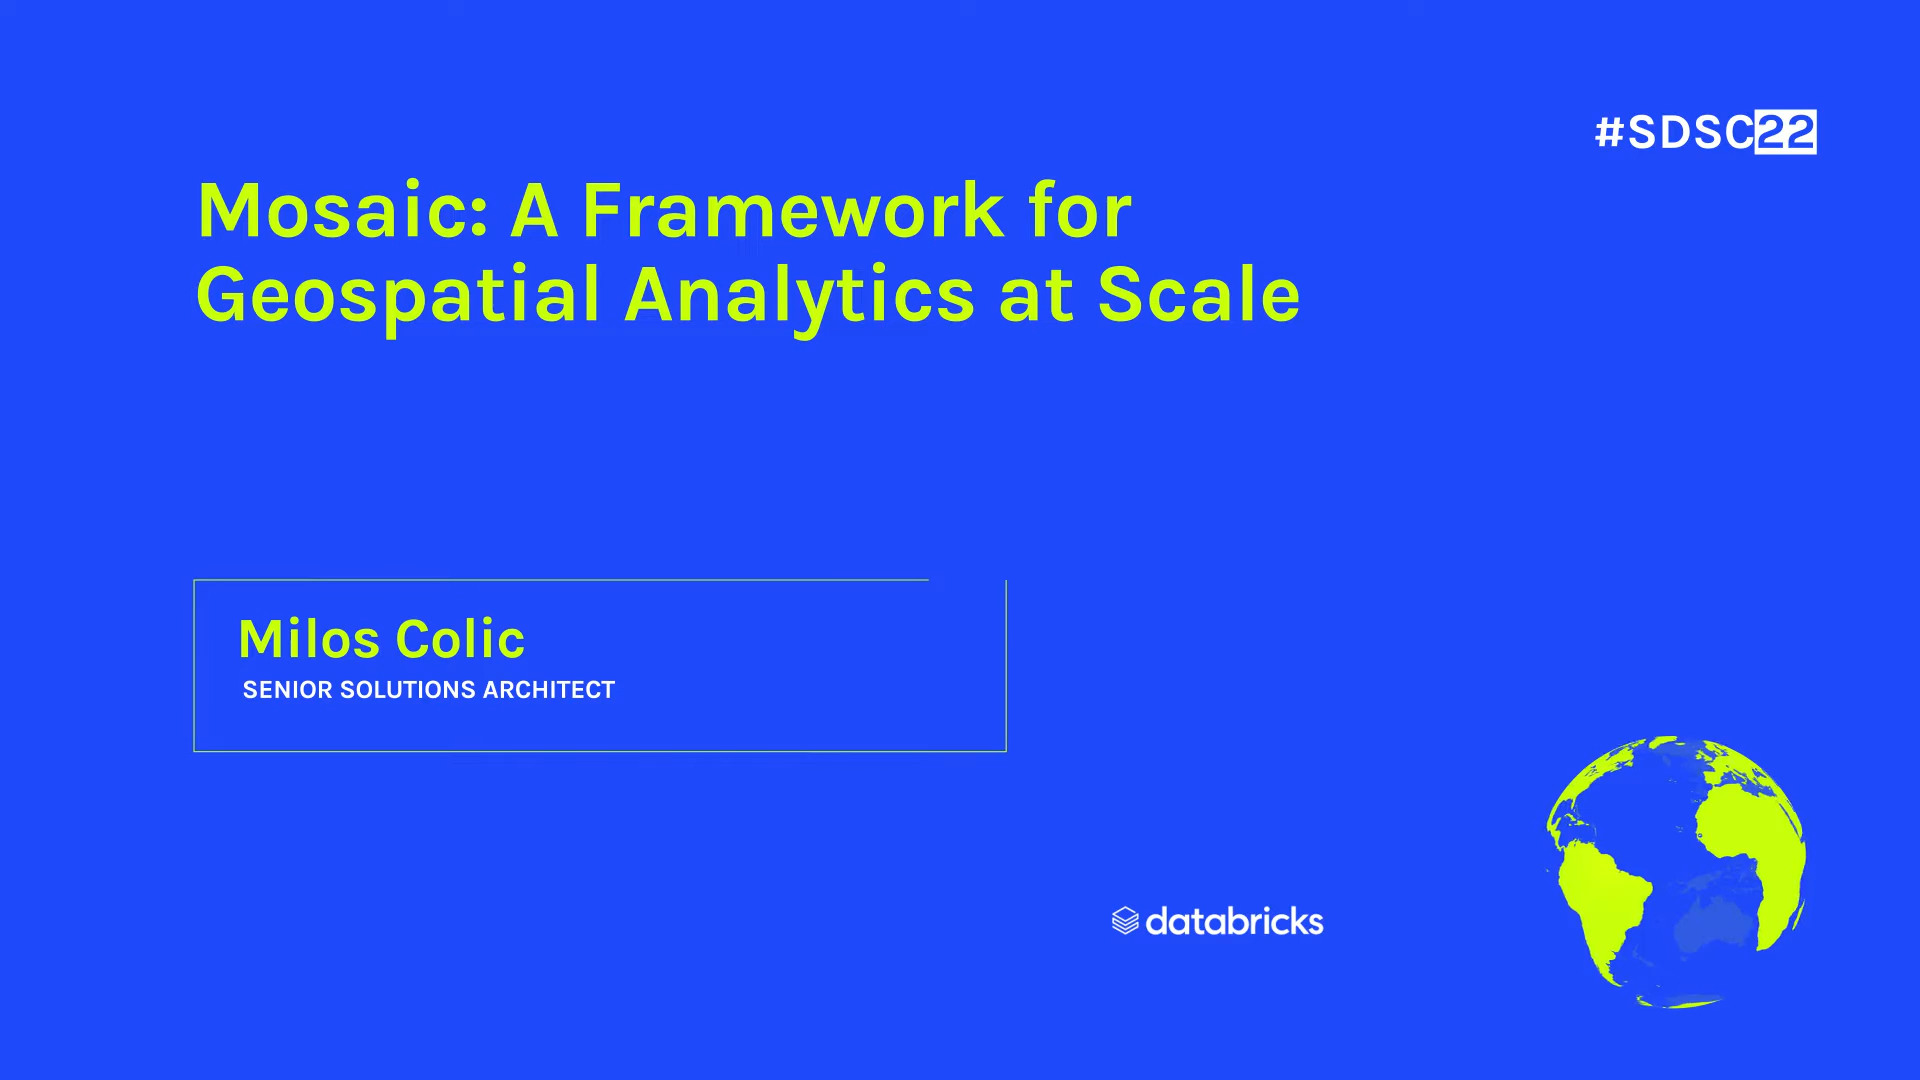 #SDSC22
Mosaic: A Framework for
Geospatial Analytics at Scale
Milos Colic
SENIOR SOLUTIONS ARCHITECT
databricks